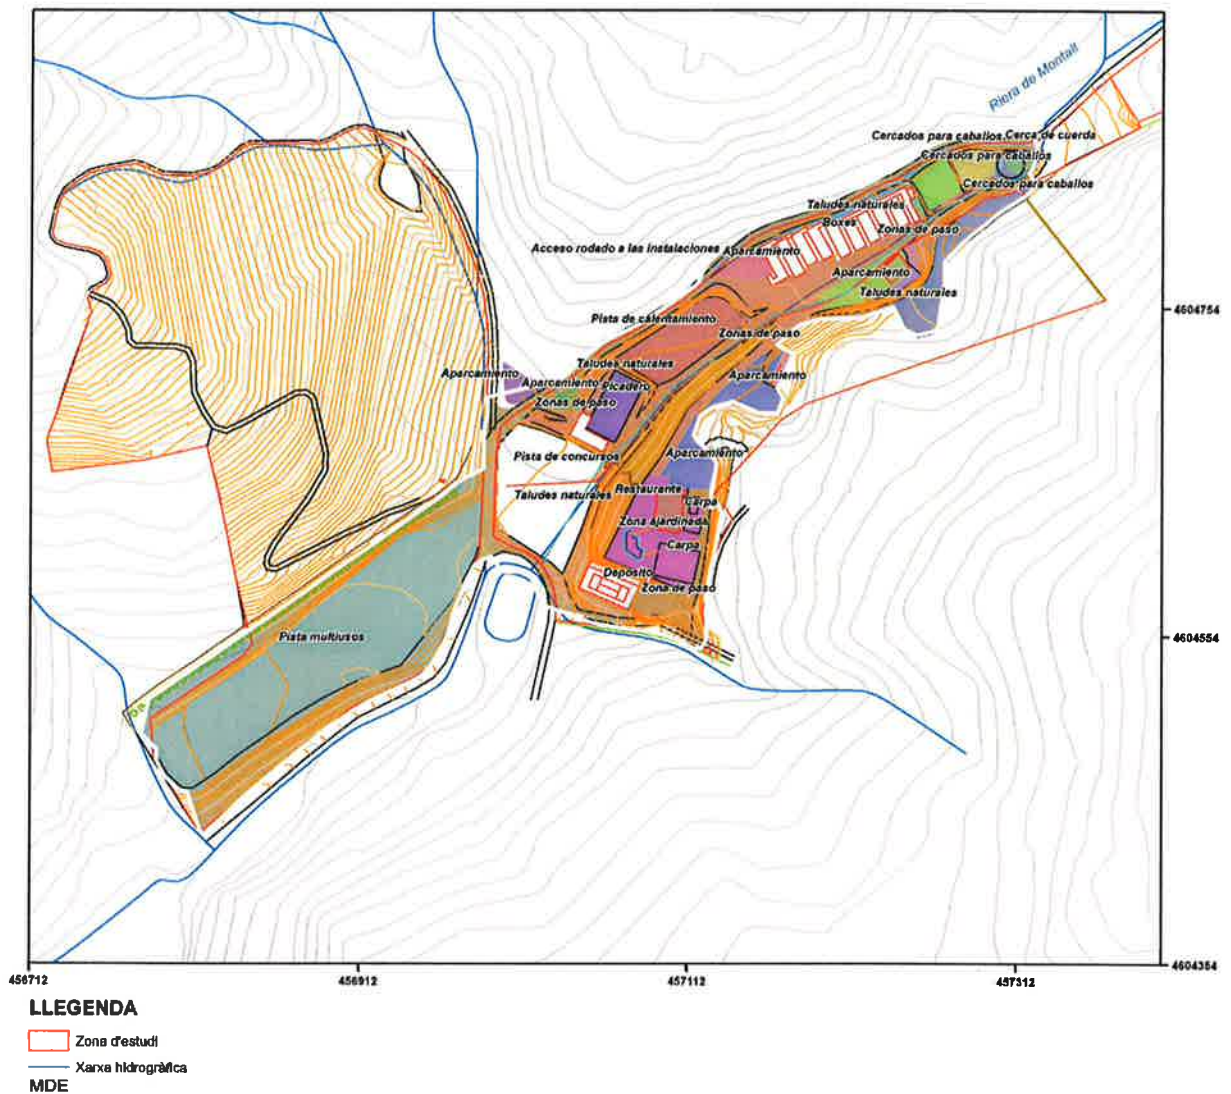 Riera de Montall
Cercados para caballos Cerca de cuerda
Cercados para caballos
Cercados para caballos
Taludes naturales
Boxes
Zonas de paso
Acceso rodado a las instalaciones Aparcamiento
Aparcamiento
Taludes naturales
4604754
Pista de calentamiento
Zonas de paso
Taludes naturales
Aparcamiento
Aparcamiento
Picadero
Aparcamiento
Zonas de paso
Pista de concursos
Aparcamiento
Taludes naturales
Restaurante
Carpa
Zona ajardinada
Carpa
Depósito
Zona de paso
Pista multiusos
4604554
4604354
456712
456912
457112
457312
LLEGENDA
Zona d'estudi
Xarxa hidrogràfica
MDE